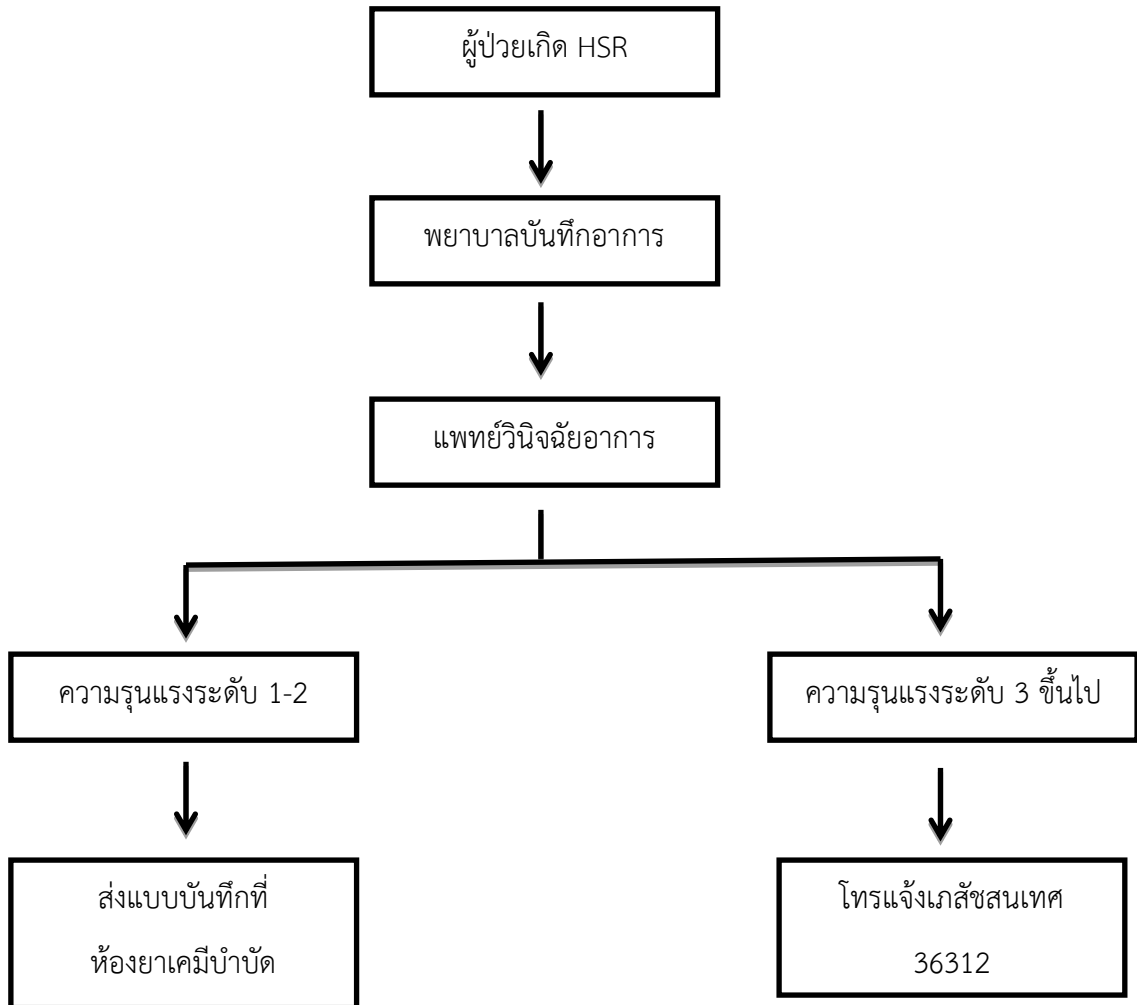 ผู้ป่วยเกิด HSR
พยาบาลบันทึกอาการ
แพทย์วินิจฉัยอาการ
ความรุนแรงระดับ 1-2
ความรุนแรงระดับ 3 ขึ้นไป
ส่งแบบบันทึกที่
ห้องยาเคมีบำบัด
โทรแจ้งเภสัชสนเทศ
36312